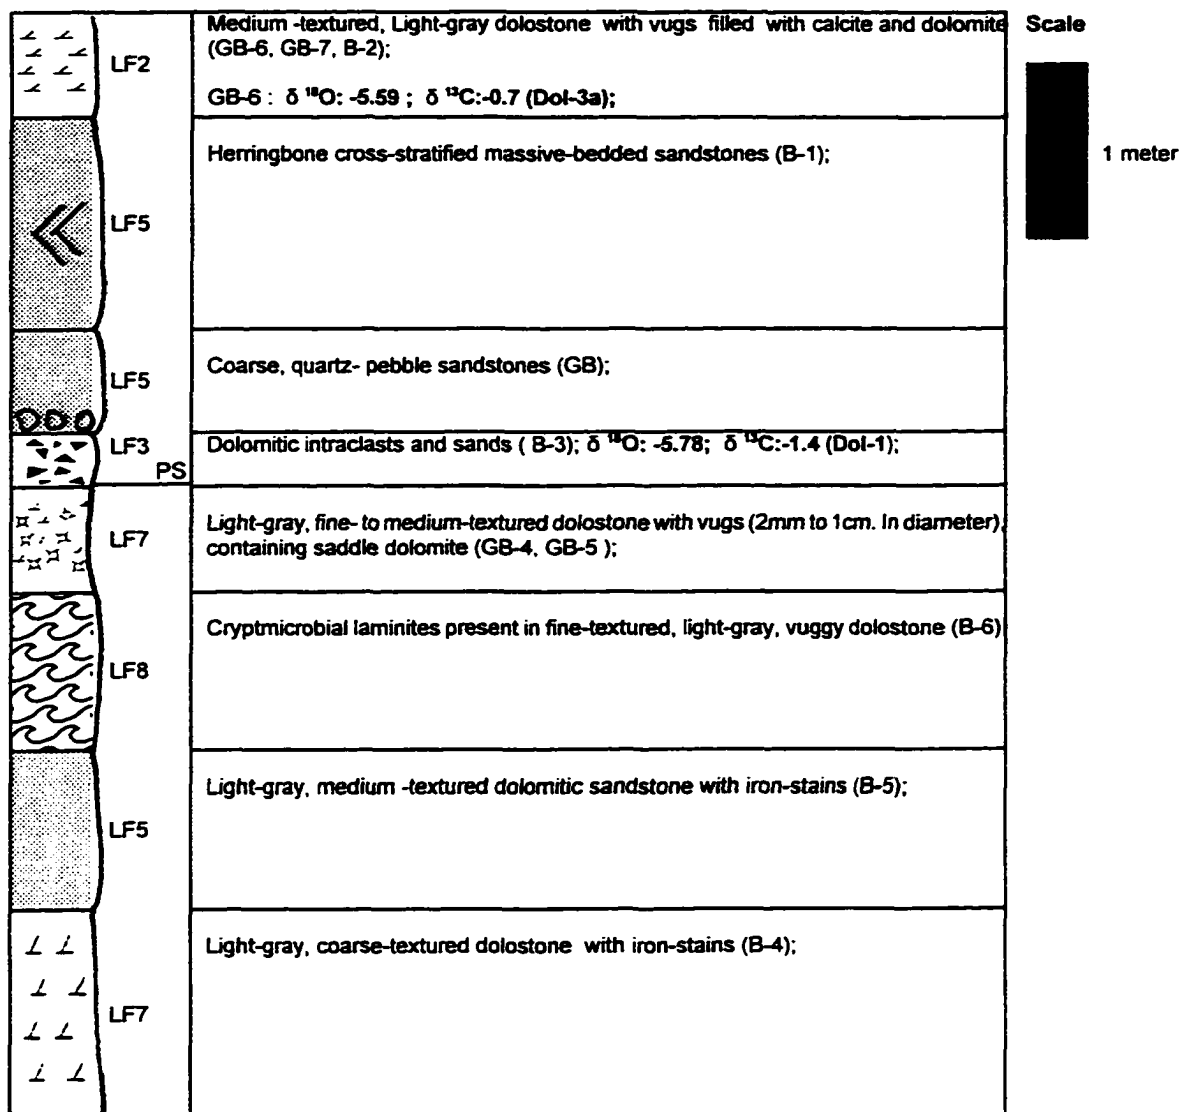 Medium -textured, Light-gray dolostone with vugs filled with calcite and dolomite
(GB-6, GB-7, B-2);
LF2
GB-6 : δ ¹⁸O: -5.59 ; δ ¹³C:-0.7 (Dol-3a);
Scale
1 meter
Herringbone cross-stratified massive-bedded sandstones (B-1);
LF5
Coarse, quartz- pebble sandstones (GB);
LF5
LF3
PS
Dolomitic intraclasts and sands ( B-3); δ ¹⁸O: -5.78; δ ¹³C:-1.4 (Dol-1);
Light-gray, fine- to medium-textured dolostone with vugs (2mm to 1cm. In diameter),
containing saddle dolomite (GB-4, GB-5 );
LF7
Cryptmicrobial laminites present in fine-textured, light-gray, vuggy dolostone (B-6)
LF8
Light-gray, medium -textured dolomitic sandstone with iron-stains (B-5);
LF5
Light-gray, coarse-textured dolostone with iron-stains (B-4);
LF7